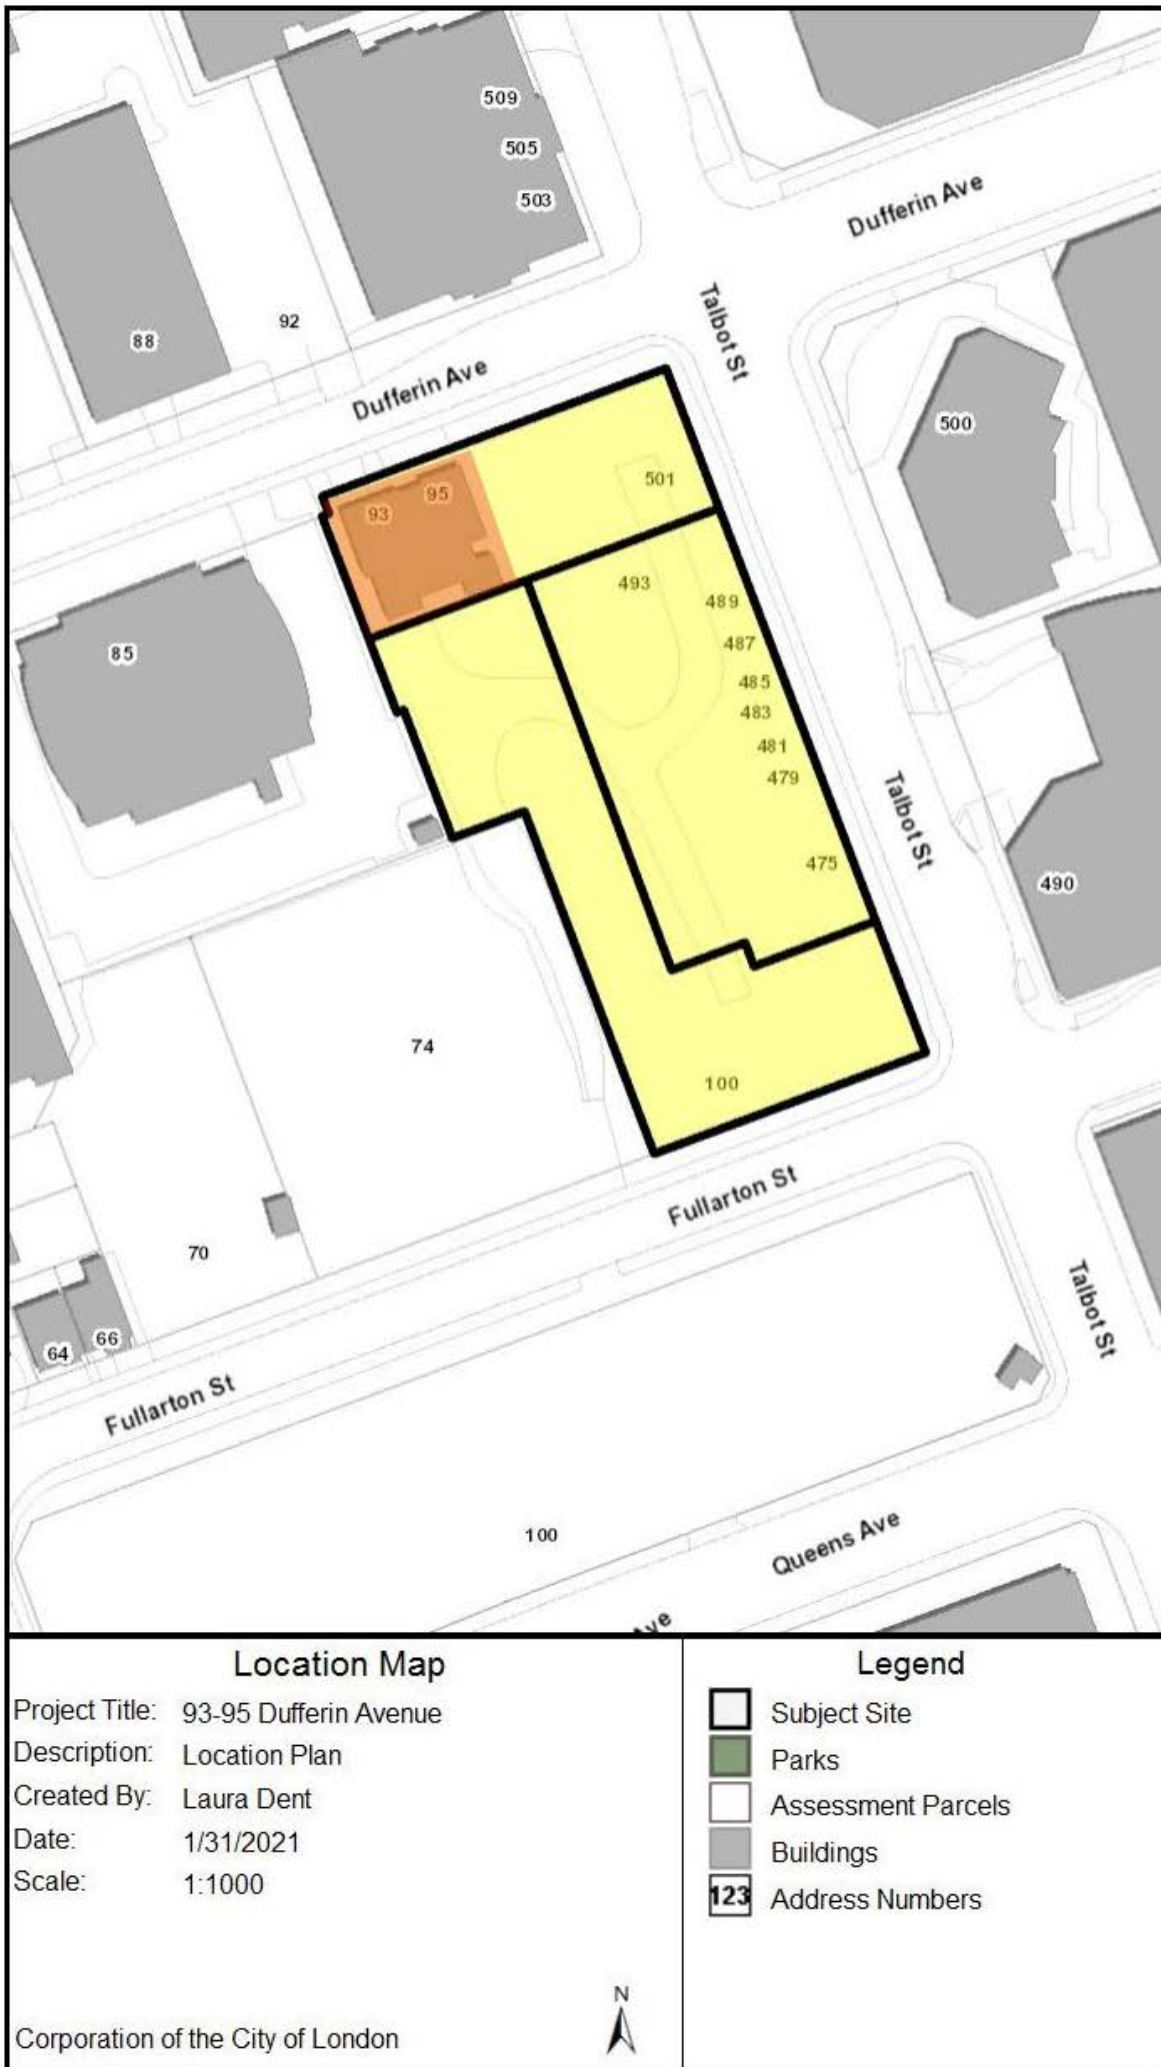 509
505
503
Dufferin Ave
Talbot St
92
88
Dufferin Ave
500
501
95
93
493
489
487
485
483
481
479
475
85
Talbot St
490
74
100
Fullarton St
70
66
64
Talbot St
Fullarton St
100
Queens Ave
Ave
Location Map
Project Title: 93-95 Dufferin Avenue
Description: Location Plan
Created By: Laura Dent
Date: 1/31/2021
Scale: 1:1000
N
Corporation of the City of London
Legend
Subject Site
Parks
Assessment Parcels
Buildings
123 Address Numbers